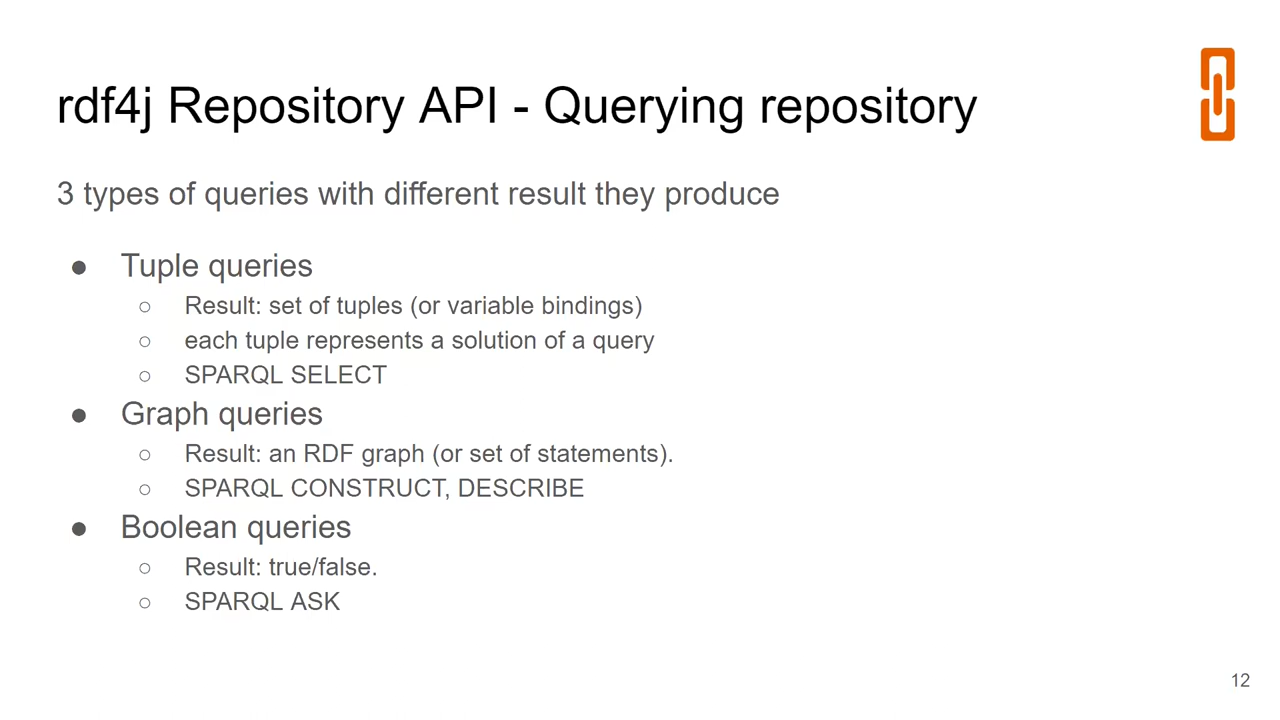 rdf4j Repository API - Querying repository
3 types of queries with different result they produce
● Tuple queries
○ Result: set of tuples (or variable bindings)
○ each tuple represents a solution of a query
○ SPARQL SELECT
● Graph queries
○ Result: an RDF graph (or set of statements).
○ SPARQL CONSTRUCT, DESCRIBE
● Boolean queries
○ Result: true/false.
○ SPARQL ASK
12